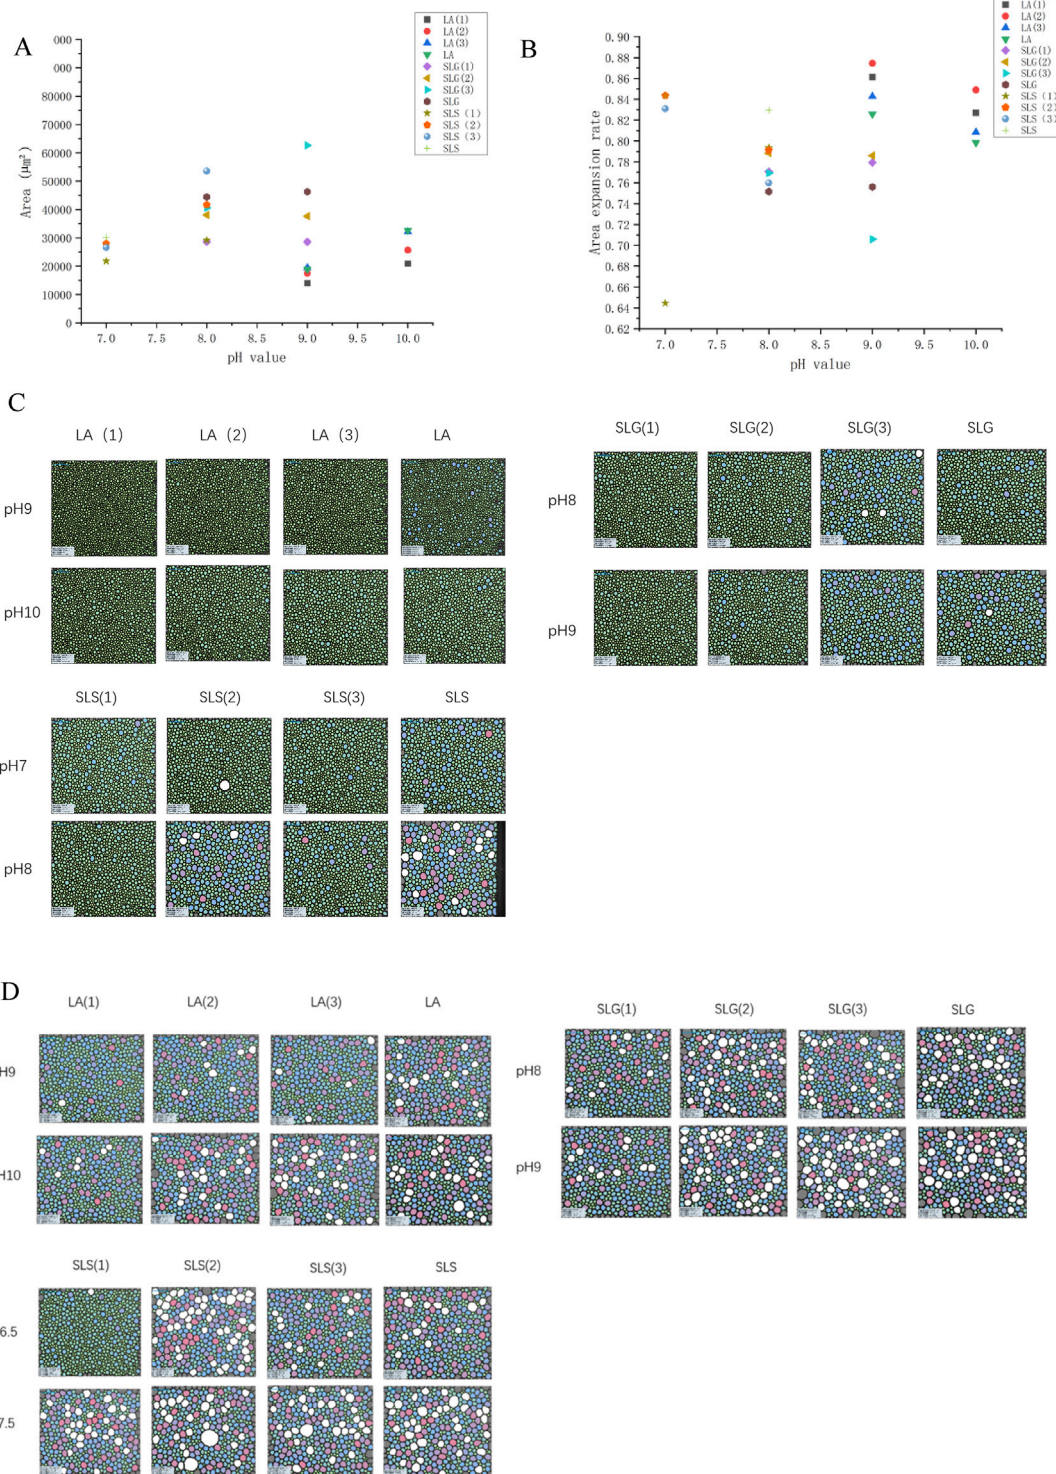 A
LA(1)
LA(2)
LA(3)
LA
SLG(1)
SLG(2)
SLG(3)
SLG
SLS (1)
SLS (2)
SLS (3)
SLS
000
000
80000
70000
60000
50000
40000
30000
20000
10000
0
Area (μm²)
7.0 7.5 8.0 8.5 9.0 9.5 10.0
pH value
B
LA(1)
LA(2)
LA(3)
LA
SLG(1)
SLG(2)
SLG(3)
SLG
SLS (1)
SLS (2)
SLS (3)
SLS
0.90
0.88
0.86
0.84
0.82
0.80
0.78
0.76
0.74
0.72
0.70
0.68
0.66
0.64
0.62
Area expansion rate
7.0 7.5 8.0 8.5 9.0 9.5 10.0
pH value
C
LA (1) LA (2) LA (3) LA
pH9
pH10
SLG(1) SLG(2) SLG(3) SLG
pH8
pH9
SLS(1) SLS(2) SLS(3) SLS
pH7
pH8
D
LA(1) LA(2) LA(3) LA
H9
H10
SLG(1) SLG(2) SLG(3) SLG
pH8
pH9
SLS(1) SLS(2) SLS(3) SLS
6.5
7.5